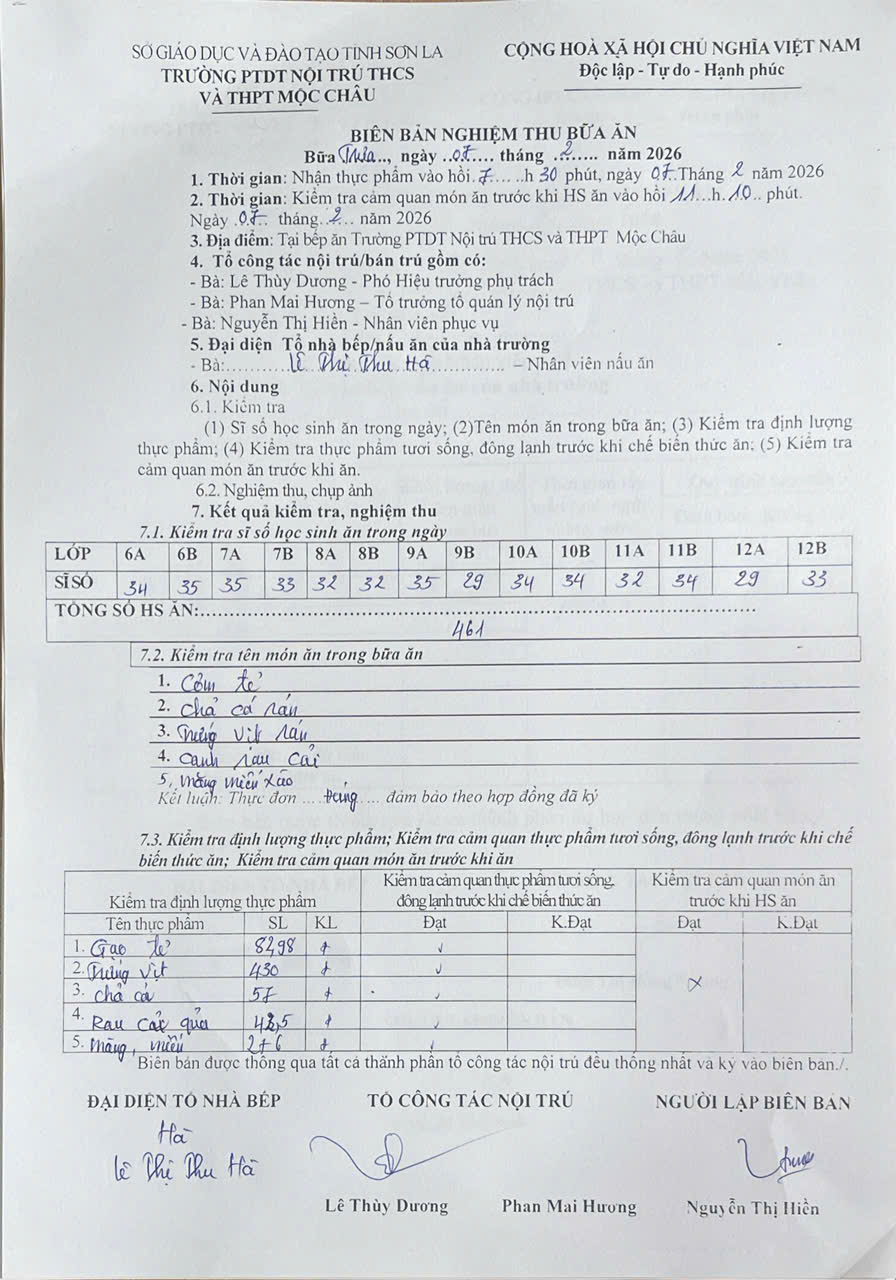 SỞ GIÁO DỤC VÀ ĐÀO TẠO TỈNH SƠN LA
TRƯỜNG PTDT NỘI TRÚ THCS
VÀ THPT MỘC CHÂU
CỘNG HOÀ XÃ HỘI CHỦ NGHĨA VIỆT NAM
Độc lập - Tự do - Hạnh phúc
BIÊN BẢN NGHIỆM THU BỮA ĂN
Bữa Trưa.., ngày ..07.... tháng ..2...... năm 2026
1. Thời gian: Nhận thực phẩm vào hồi.7.... ..h 30 phút, ngày 07.Tháng 2 năm 2026
2. Thời gian: Kiểm tra cảm quan món ăn trước khi HS ăn vào hồi 11...h.10.. phút.
Ngày .07. tháng..2... năm 2026
3. Địa điểm: Tại bếp ăn Trường PTDT Nội trú THCS và THPT Mộc Châu
4. Tổ công tác nội trú/bán trú gồm có:
- Bà: Lê Thùy Dương - Phó Hiệu trưởng phụ trách
- Bà: Phan Mai Hương – Tổ trưởng tổ quản lý nội trú
- Bà: Nguyễn Thị Hiền - Nhân viên phục vụ
5. Đại diện Tổ nhà bếp/nấu ăn của nhà trường
- Bà:..........Lê Thị Thu Hà............. – Nhân viên nấu ăn
6. Nội dung
6.1. Kiểm tra
(1) Sĩ số học sinh ăn trong ngày; (2)Tên món ăn trong bữa ăn; (3) Kiểm tra định lượng
thực phẩm; (4) Kiểm tra thực phẩm tươi sống, đông lạnh trước khi chế biến thức ăn; (5) Kiểm tra
cảm quan món ăn trước khi ăn.
6.2. Nghiệm thu, chụp ảnh
7. Kết quả kiểm tra, nghiệm thu
7.1. Kiểm tra sĩ số học sinh ăn trong ngày
LỚP 6A 6B 7A 7B 8A 8B 9A 9B 10A 10B 11A 11B 12A 12B
SĨ SỐ 34 35 35 33 32 32 35 29 34 34 32 34 29 33
TỔNG SỐ HS ĂN:..........................................................................................
461
7.2. Kiểm tra tên món ăn trong bữa ăn
1. Cơm tẻ
2. Chả cá rán
3. Trứng vịt rán
4. Canh rau cải
5, măng miến xào
Kết luận: Thực đơn ....Đúng.... đảm bảo theo hợp đồng đã ký
7.3. Kiểm tra định lượng thực phẩm; Kiểm tra cảm quan thực phẩm tươi sống, đông lạnh trước khi chế
biến thức ăn; Kiểm tra cảm quan món ăn trước khi ăn
Kiểm tra định lượng thực phẩm
Kiểm tra cảm quan thực phẩm tươi sống,
đông lạnh trước khi chế biến thức ăn
Kiểm tra cảm quan món ăn
trước khi HS ăn
Tên thực phẩm SL KL Đạt K.Đạt Đạt K.Đạt
1. Gạo tẻ 8298 + ✓
2. Trứng vịt 430 + ✓
3. chả cá 57 + ✓ x
4. Rau cải 42,5 + ✓
5. Măng, miến 2+6 ✓
Biên bản được thông qua tất cả thành phần tổ công tác nội trú đều thống nhất và ký vào biên bản./.
ĐẠI DIỆN TỔ NHÀ BẾP
TỔ CÔNG TÁC NỘI TRÚ
NGƯỜI LẬP BIÊN BẢN
Hà
Lê Thị Thu Hà
Lê Thùy Dương
Phan Mai Hương
Nguyễn Thị Hiền